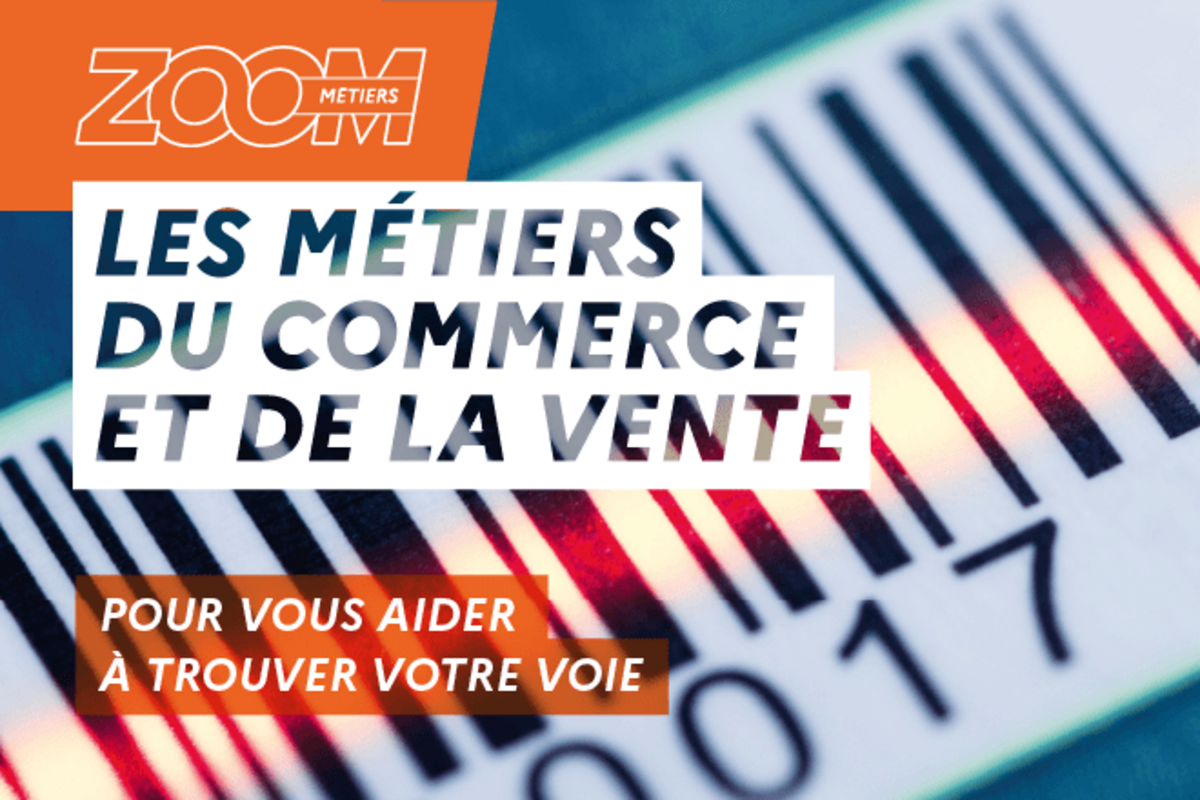 ZOOM
MÉTIERS
LES MÉTIERS
DU COMMERCE
ET DE LA VENTE
POUR VOUS AIDER
À TROUVER VOTRE VOIE
0017